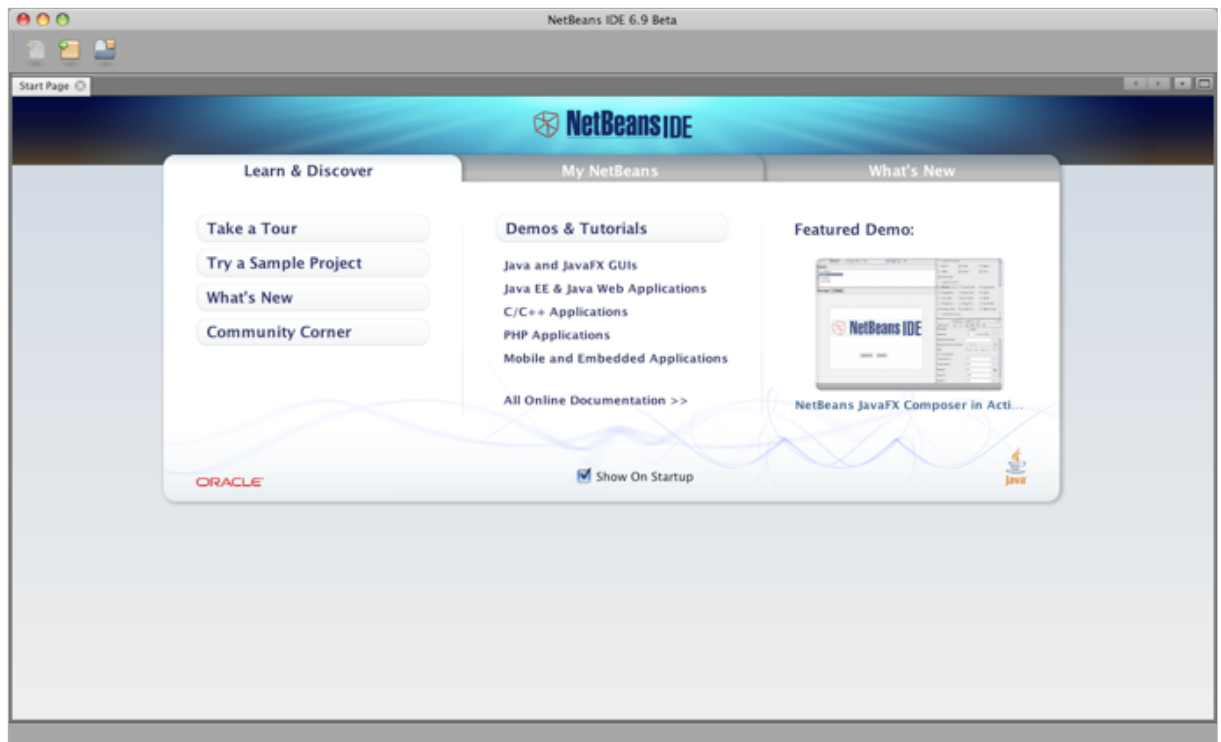 NetBeans IDE 6.9 Beta
Start Page
NetBeans IDE
Learn & Discover
My NetBeans
What's New
Take a Tour
Try a Sample Project
What's New
Community Corner
Demos & Tutorials
Java and JavaFX GUIs
Java EE & Java Web Applications
C/C++ Applications
PHP Applications
Mobile and Embedded Applications
All Online Documentation >>
Featured Demo:
NetBeans IDE
NetBeans JavaFX Composer in Acti...
ORACLE
Show On Startup
Java